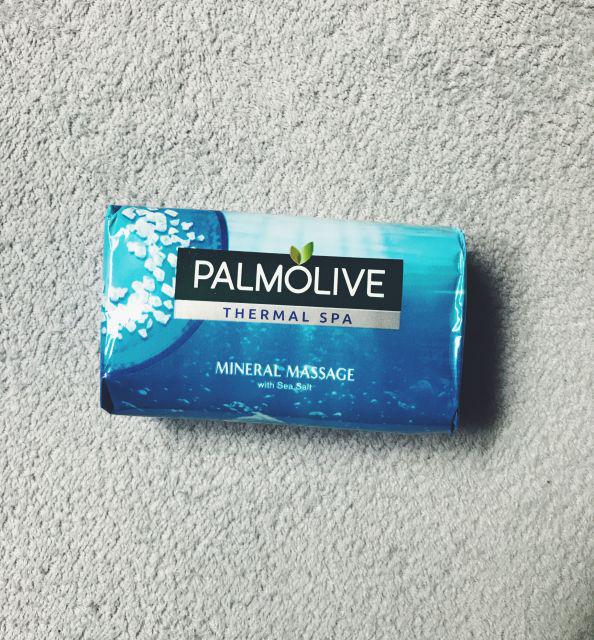 PALMOLIVE
THERMAL SPA
MINERAL MASSAGE
with Sea Salt